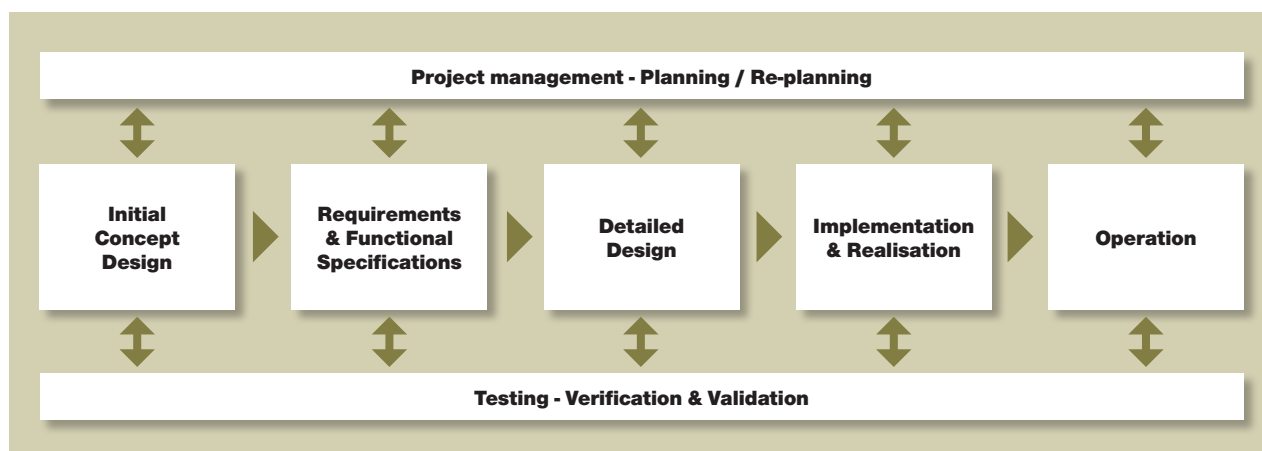 Project management - Planning / Re-planning
Initial
Concept
Design
Requirements
& Functional
Specifications
Detailed
Design
Implementation
& Realisation
Operation
Testing - Verification & Validation